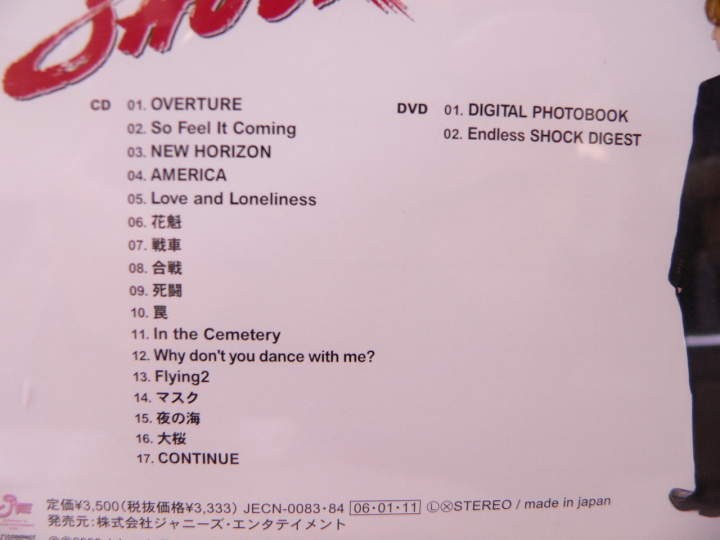 SHOCK
CD 01. OVERTURE
02. So Feel It Coming
03. NEW HORIZON
04. AMERICA
05. Love and Loneliness
06. 花魁
07. 戦車
08. 合戦
09. 死闘
10. 罠
11. In the Cemetery
12. Why don't you dance with me?
13. Flying2
14. マスク
15. 夜の海
16. 大桜
17. CONTINUE
DVD 01. DIGITAL PHOTOBOOK
02. Endless SHOCK DIGEST
定価¥3,500(税抜価格¥3,333) JECN-0083・84 06・01・11 ⓁⓍSTEREO / made in japan
発売元：株式会社ジャニーズ・エンタテイメント